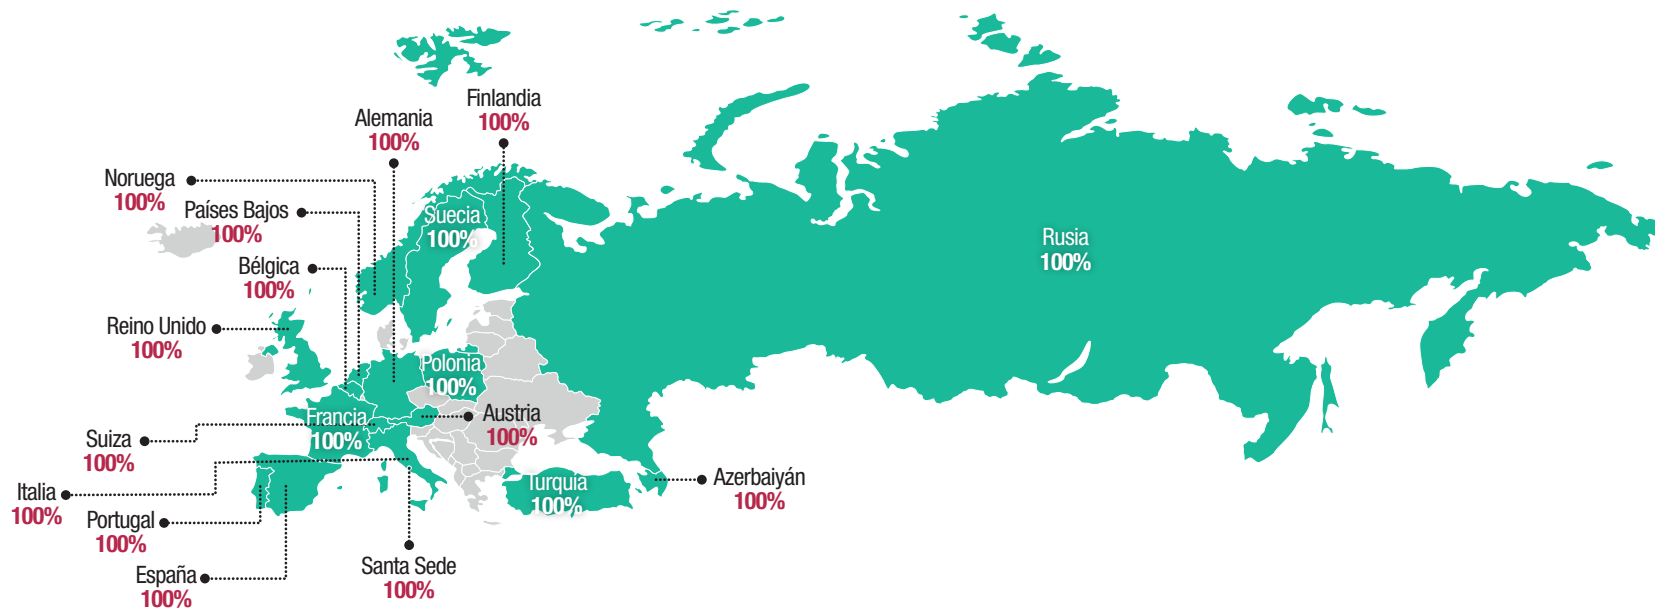 Finlandia
100%
Alemania
100%
Noruega
100%
Países Bajos
100%
Suecia
100%
Rusia
100%
Bélgica
100%
Reino Unido
100%
Polonia
100%
Francia
100%
Austria
100%
Suiza
100%
Turquía
100%
Azerbaiyán
100%
Italia
100%
Portugal
100%
Santa Sede
100%
España
100%